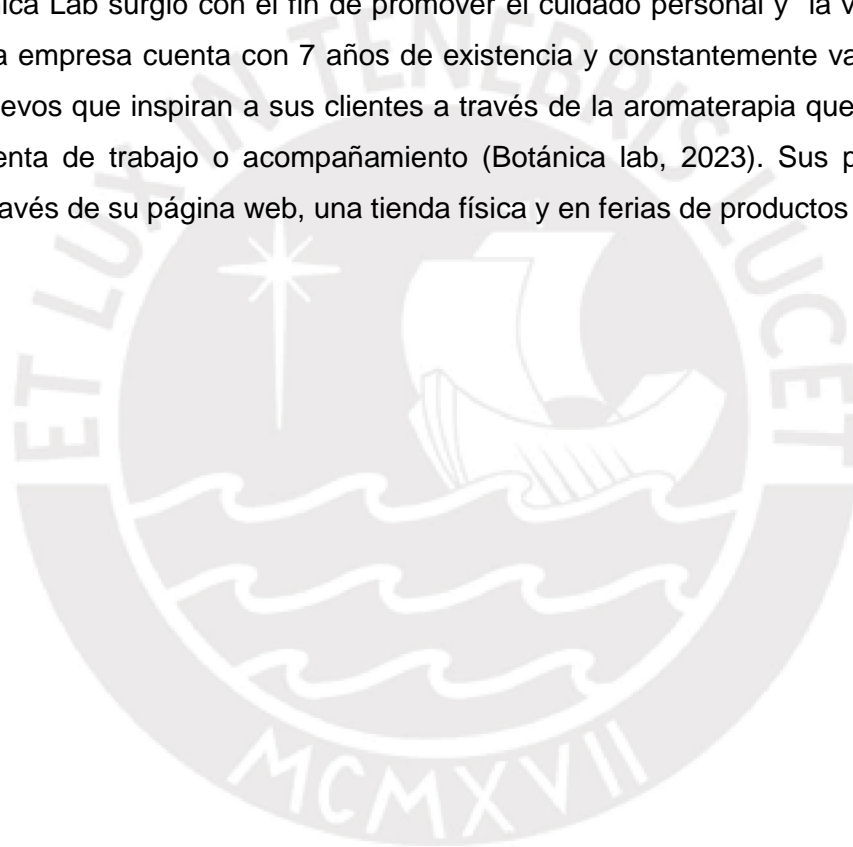 nica Lab surgió con el fin de promover el cuidado personal y la v
a empresa cuenta con 7 años de existencia y constantemente va
evos que inspiran a sus clientes a través de la aromaterapia que
enta de trabajo o acompañamiento (Botánica lab, 2023). Sus p
avés de su página web, una tienda física y en ferias de productos
ET LUX IN TENEBRIS LUCET
MCMXVII